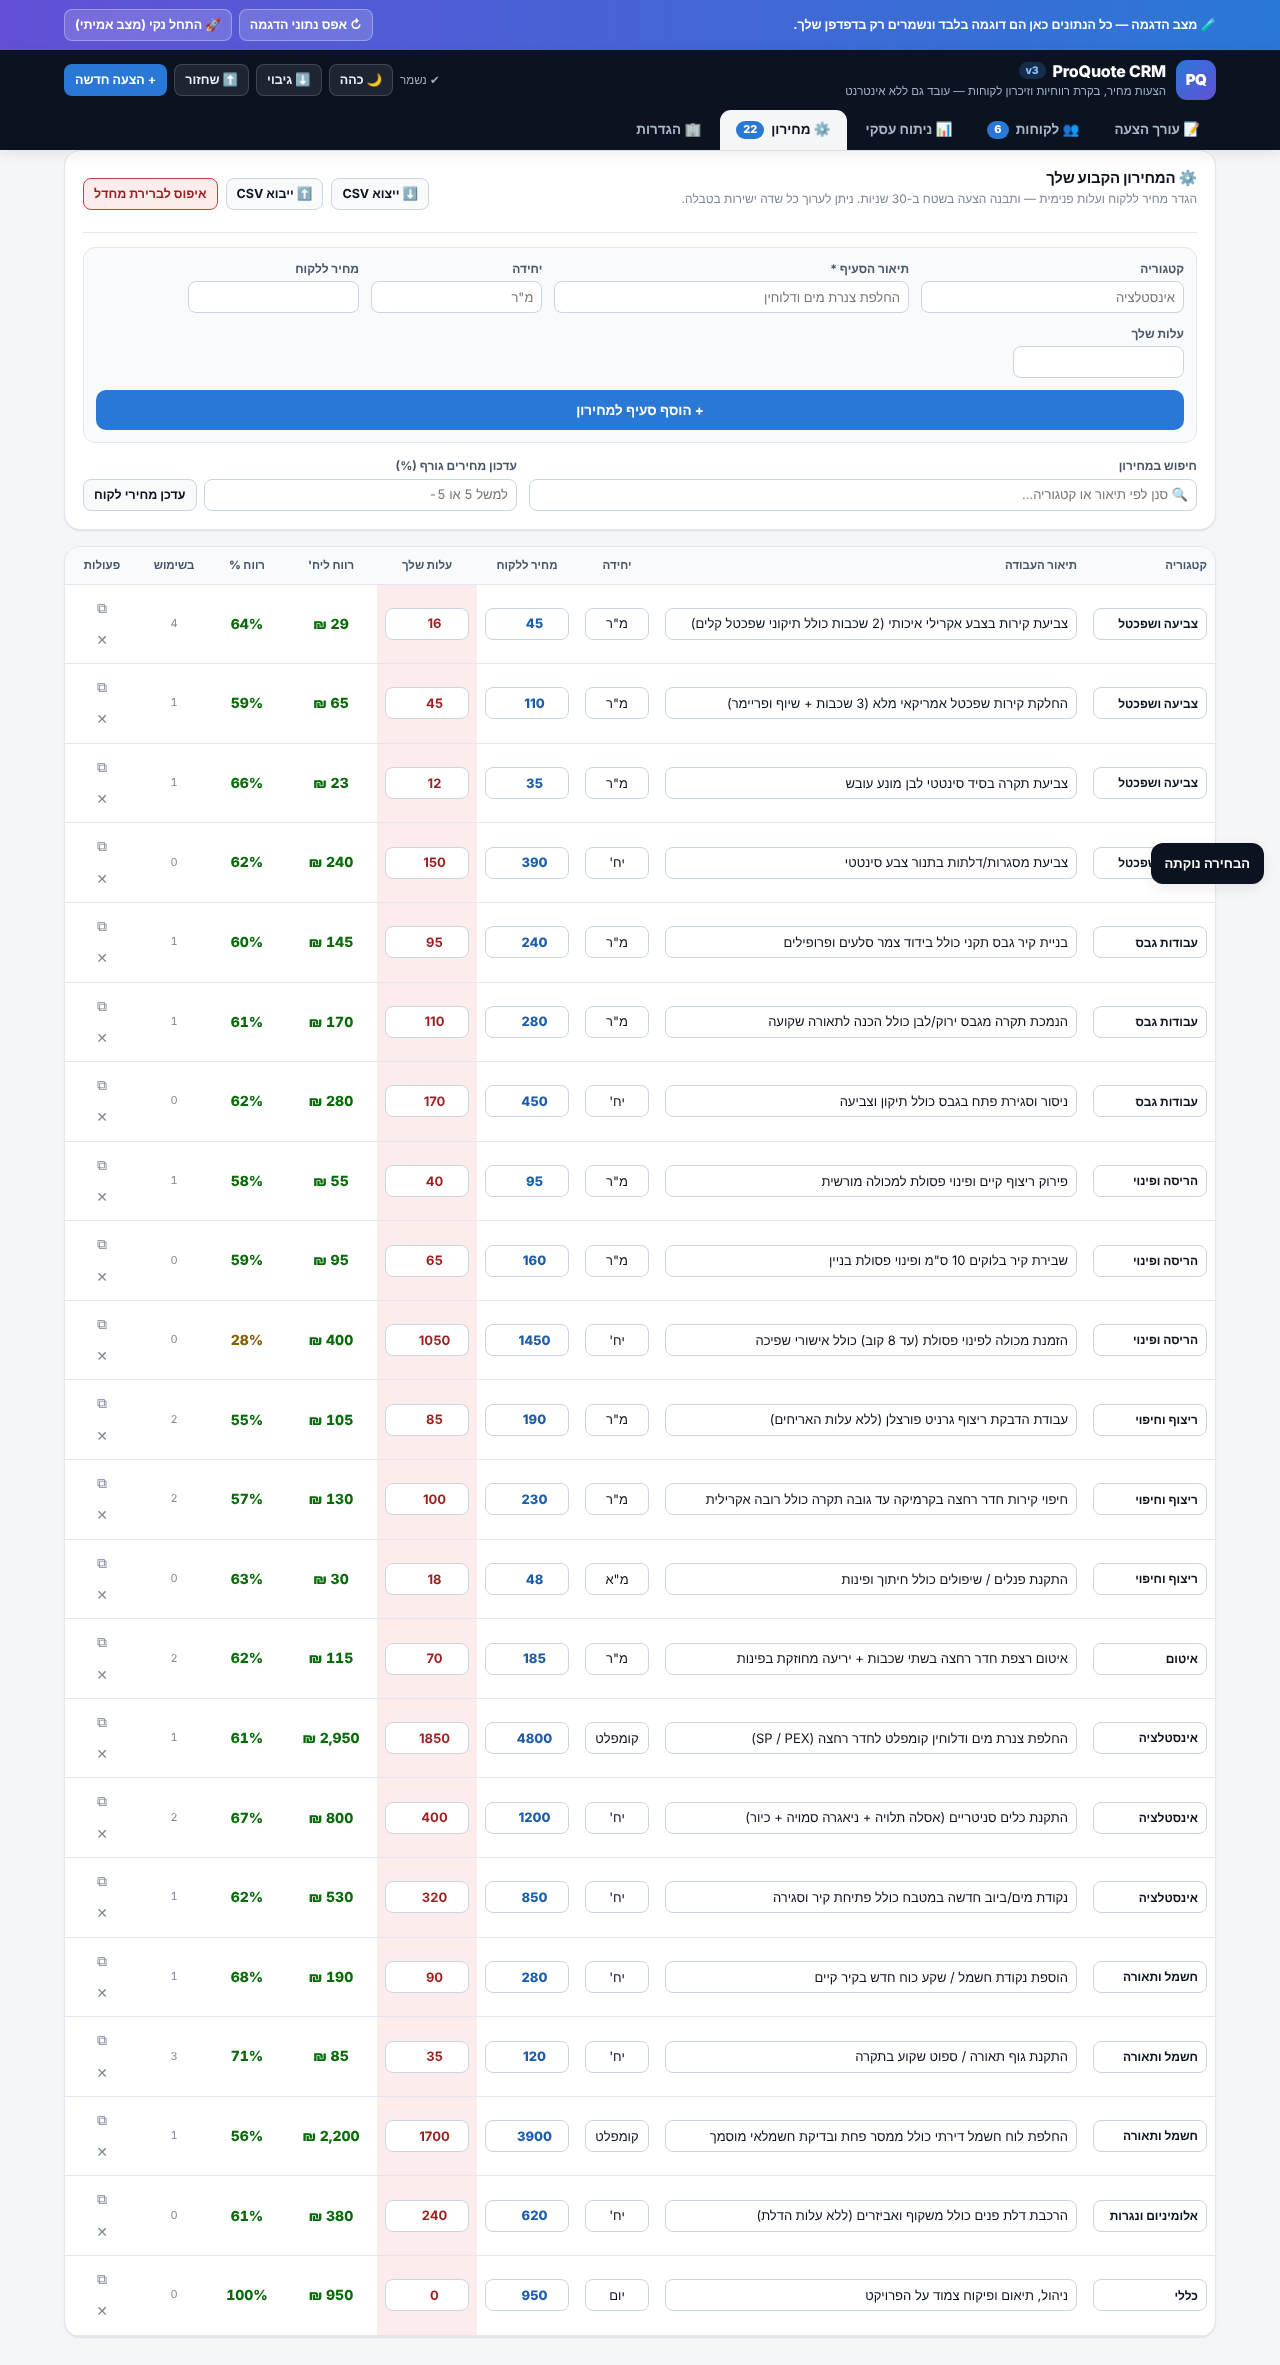 🧪 מצב הדגמה — כל הנתונים כאן הם דוגמה בלבד ונשמרים רק בדפדפן שלך.
↻ אפס נתוני הדגמה
🚀 התחל נקי (מצב אמיתי)
PQ
ProQuote CRM v3
הצעות מחיר, בקרת רווחיות וזיכרון לקוחות — עובד גם ללא אינטרנט
✓ נשמר
🌙 כהה
⬇️ גיבוי
⬆️ שחזור
+ הצעה חדשה
📝 עורך הצעה
👥 לקוחות 6
📊 ניתוח עסקי
⚙️ מחירון 22
🏢 הגדרות
⚙️ המחירון הקבוע שלך
הגדר מחיר ללקוח ועלות פנימית — ותבנה הצעה בשטח ב-30 שניות. ניתן לערוך כל שדה ישירות בטבלה.
⬇️ ייצוא CSV
⬆️ ייבוא CSV
איפוס לברירת מחדל
קטגוריה תיאור הסעיף * יחידה מחיר ללקוח
אינסטלציה החלפת צנרת מים ודלוחין מ"ר
עלות שלך
+ הוסף סעיף למחירון
חיפוש במחירון עדכון מחירים גורף (%)
🔍 סנן לפי תיאור או קטגוריה... למשל 5 או 5- עדכן מחירי לקוח
קטגוריה תיאור העבודה יחידה מחיר ללקוח עלות שלך רווח ליח' רווח % בשימוש פעולות
צביעה ושפכטל צביעת קירות בצבע אקרילי איכותי (2 שכבות כולל תיקוני שפכטל קלים) מ"ר 45 16 29 ₪ 64% 4 ⧉ ✕
צביעה ושפכטל החלקת קירות שפכטל אמריקאי מלא (3 שכבות + שיוף ופריימר) מ"ר 110 45 65 ₪ 59% 1 ⧉ ✕
צביעה ושפכטל צביעת תקרה בסיד סינטטי לבן מונע עובש מ"ר 35 12 23 ₪ 66% 1 ⧉ ✕
צביעת מסגרות/דלתות בתנור צבע סינטטי יח' 390 150 240 ₪ 62% 0 ⧉ ✕
הבחירה נוקתה
עבודות גבס בניית קיר גבס תקני כולל בידוד צמר סלעים ופרופילים מ"ר 240 95 145 ₪ 60% 1 ⧉ ✕
עבודות גבס הנמכת תקרה מגבס ירוק/לבן כולל הכנה לתאורה שקועה מ"ר 280 110 170 ₪ 61% 1 ⧉ ✕
עבודות גבס ניסור וסגירת פתח בגבס כולל תיקון וצביעה יח' 450 170 280 ₪ 62% 0 ⧉ ✕
הריסה ופינוי פירוק ריצוף קיים ופינוי פסולת למכולה מורשית מ"ר 95 40 55 ₪ 58% 1 ⧉ ✕
הריסה ופינוי שבירת קיר בלוקים 10 ס"מ ופינוי פסולת בניין מ"ר 160 65 95 ₪ 59% 0 ⧉ ✕
הריסה ופינוי הזמנת מכולה לפינוי פסולת (עד 8 קוב) כולל אישורי שפיכה יח' 1450 1050 400 ₪ 28% 0 ⧉ ✕
ריצוף וחיפוי עבודת הדבקת ריצוף גרניט פורצלן (ללא עלות האריחים) מ"ר 190 85 105 ₪ 55% 2 ⧉ ✕
ריצוף וחיפוי חיפוי קירות חדר רחצה בקרמיקה עד גובה תקרה כולל רובה אקרילית מ"ר 230 100 130 ₪ 57% 2 ⧉ ✕
ריצוף וחיפוי התקנת פנלים / שיפולים כולל חיתוך ופינות מ"א 48 18 30 ₪ 63% 0 ⧉ ✕
איטום איטום רצפת חדר רחצה בשתי שכבות + יריעה מחוזקת בפינות מ"ר 185 70 115 ₪ 62% 2 ⧉ ✕
אינסטלציה החלפת צנרת מים ודלוחין קומפלט לחדר רחצה (SP / PEX) קומפלט 4800 1850 2,950 ₪ 61% 1 ⧉ ✕
אינסטלציה התקנת כלים סניטריים (אסלה תלויה + ניאגרה סמויה + כיור) יח' 1200 400 800 ₪ 67% 2 ⧉ ✕
אינסטלציה נקודת מים/ביוב חדשה במטבח כולל פתיחת קיר וסגירה יח' 850 320 530 ₪ 62% 1 ⧉ ✕
חשמל ותאורה הוספת נקודת חשמל / שקע כוח חדש בקיר קיים יח' 280 90 190 ₪ 68% 1 ⧉ ✕
חשמל ותאורה התקנת גוף תאורה / ספוט שקוע בתקרה יח' 120 35 85 ₪ 71% 3 ⧉ ✕
חשמל ותאורה החלפת לוח חשמל דירתי כולל ממסר פחת ובדיקת חשמלאי מוסמך קומפלט 3900 1700 2,200 ₪ 56% 1 ⧉ ✕
אלומיניום ונגרות הרכבת דלת פנים כולל משקוף ואביזרים (ללא עלות הדלת) יח' 620 240 380 ₪ 61% 0 ⧉ ✕
כללי ניהול, תיאום ופיקוח צמוד על הפרויקט יום 950 0 950 ₪ 100% 0 ⧉ ✕